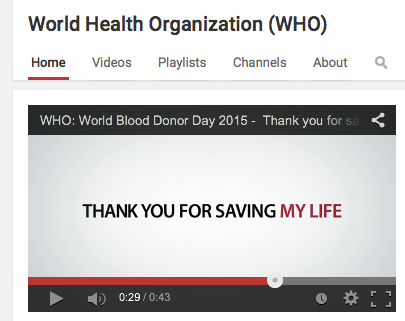 World Health Organization (WHO)
Home Videos Playlists Channels About
WHO: World Blood Donor Day 2015 - Thank you for sa
THANK YOU FOR SAVING MY LIFE
0:29 / 0:43